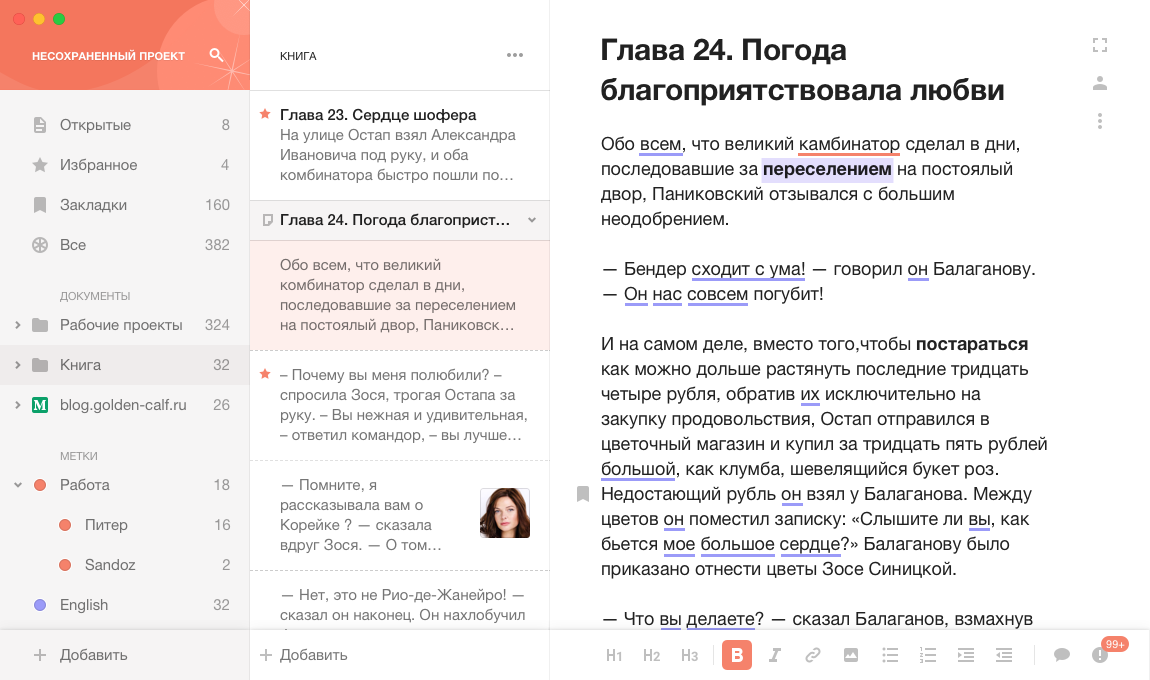 НЕСОХРАНЕННЫЙ ПРОЕКТ
Открытые 8
Избранное 4
Закладки 160
Все 382
ДОКУМЕНТЫ
Рабочие проекты 324
Книга 32
M blog.golden-calf.ru 26
МЕТКИ
Работа 18
Питер 16
Sandoz 2
English 32
Добавить
КНИГА
Глава 23. Сердце шофера
На улице Остап взял Александра
Ивановича под руку, и оба
комбинатора быстро пошли по…
Глава 24. Погода благоприст…
Обо всем, что великий
комбинатор сделал в дни,
последовавшие за переселением
на постоялый двор, Паниковск…
– Почему вы меня полюбили? –
спросила Зося, трогая Остапа за
руку. – Вы нежная и удивительная,
– ответил командор, – вы лучше…
— Помните, я
рассказывала вам о
Корейке ? — сказала
вдруг Зося. — О том…
— Нет, это не Рио-де-Жанейро! —
сказал он наконец. Он нахлобучил
Добавить
Глава 24. Погода
благоприятствовала любви
Обо всем, что великий камбинатор сделал в дни,
последовавшие за переселением на постоялый
двор, Паниковский отзывался с большим
неодобрением.
— Бендер сходит с ума! — говорил он Балаганову.
— Он нас совсем погубит!
И на самом деле, вместо того,чтобы постараться
как можно дольше растянуть последние тридцать
четыре рубля, обратив их исключительно на
закупку продовольствия, Остап отправился в
цветочный магазин и купил за тридцать пять рублей
большой, как клумба, шевелящийся букет роз.
Недостающий рубль он взял у Балаганова. Между
цветов он поместил записку: «Слышите ли вы, как
бьется мое большое сердце?» Балаганову было
приказано отнести цветы Зосе Синицкой.
— Что вы делаете? — сказал Балаганов, взмахнув
H1 H2 H3 B I 99+